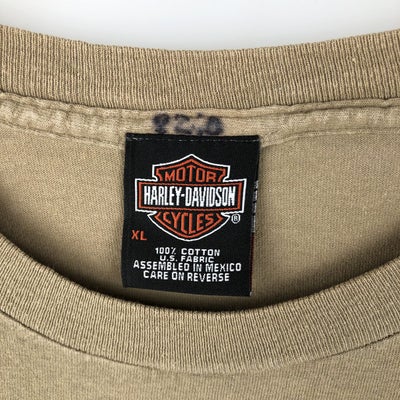 MOTOR
HARLEY-DAVIDSON
CYCLES ®
XL
100% COTTON
U.S. FABRIC
ASSEMBLED IN MEXICO
CARE ON REVERSE